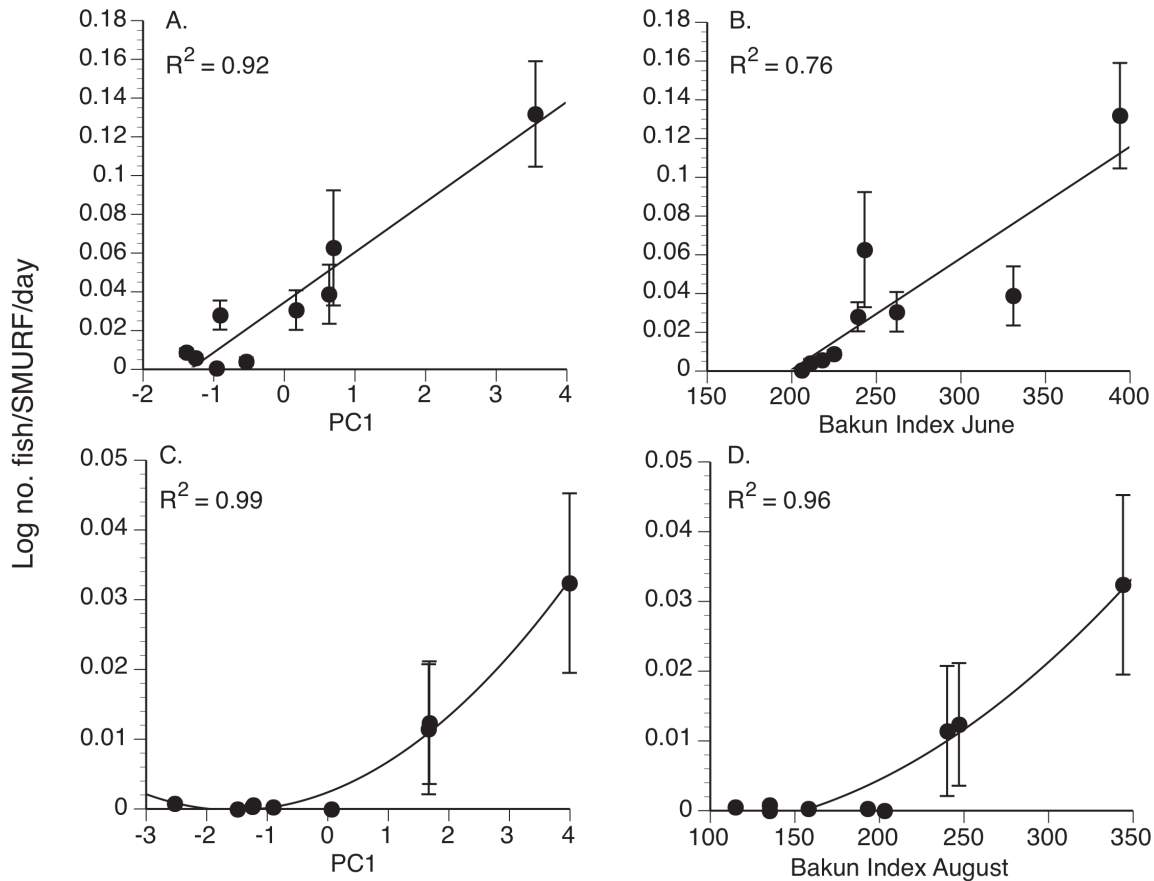 Log no. fish/SMURF/day
A.
R² = 0.92
0.18
0.16
0.14
0.12
0.1
0.08
0.06
0.04
0.02
0
-2 -1 0 1 2 3 4
PC1
B.
R² = 0.76
0.18
0.16
0.14
0.12
0.1
0.08
0.06
0.04
0.02
0
150 200 250 300 350 400
Bakun Index June
C.
R² = 0.99
0.05
0.04
0.03
0.02
0.01
0
-3 -2 -1 0 1 2 3 4
PC1
D.
R² = 0.96
0.05
0.04
0.03
0.02
0.01
0
100 150 200 250 300 350
Bakun Index August